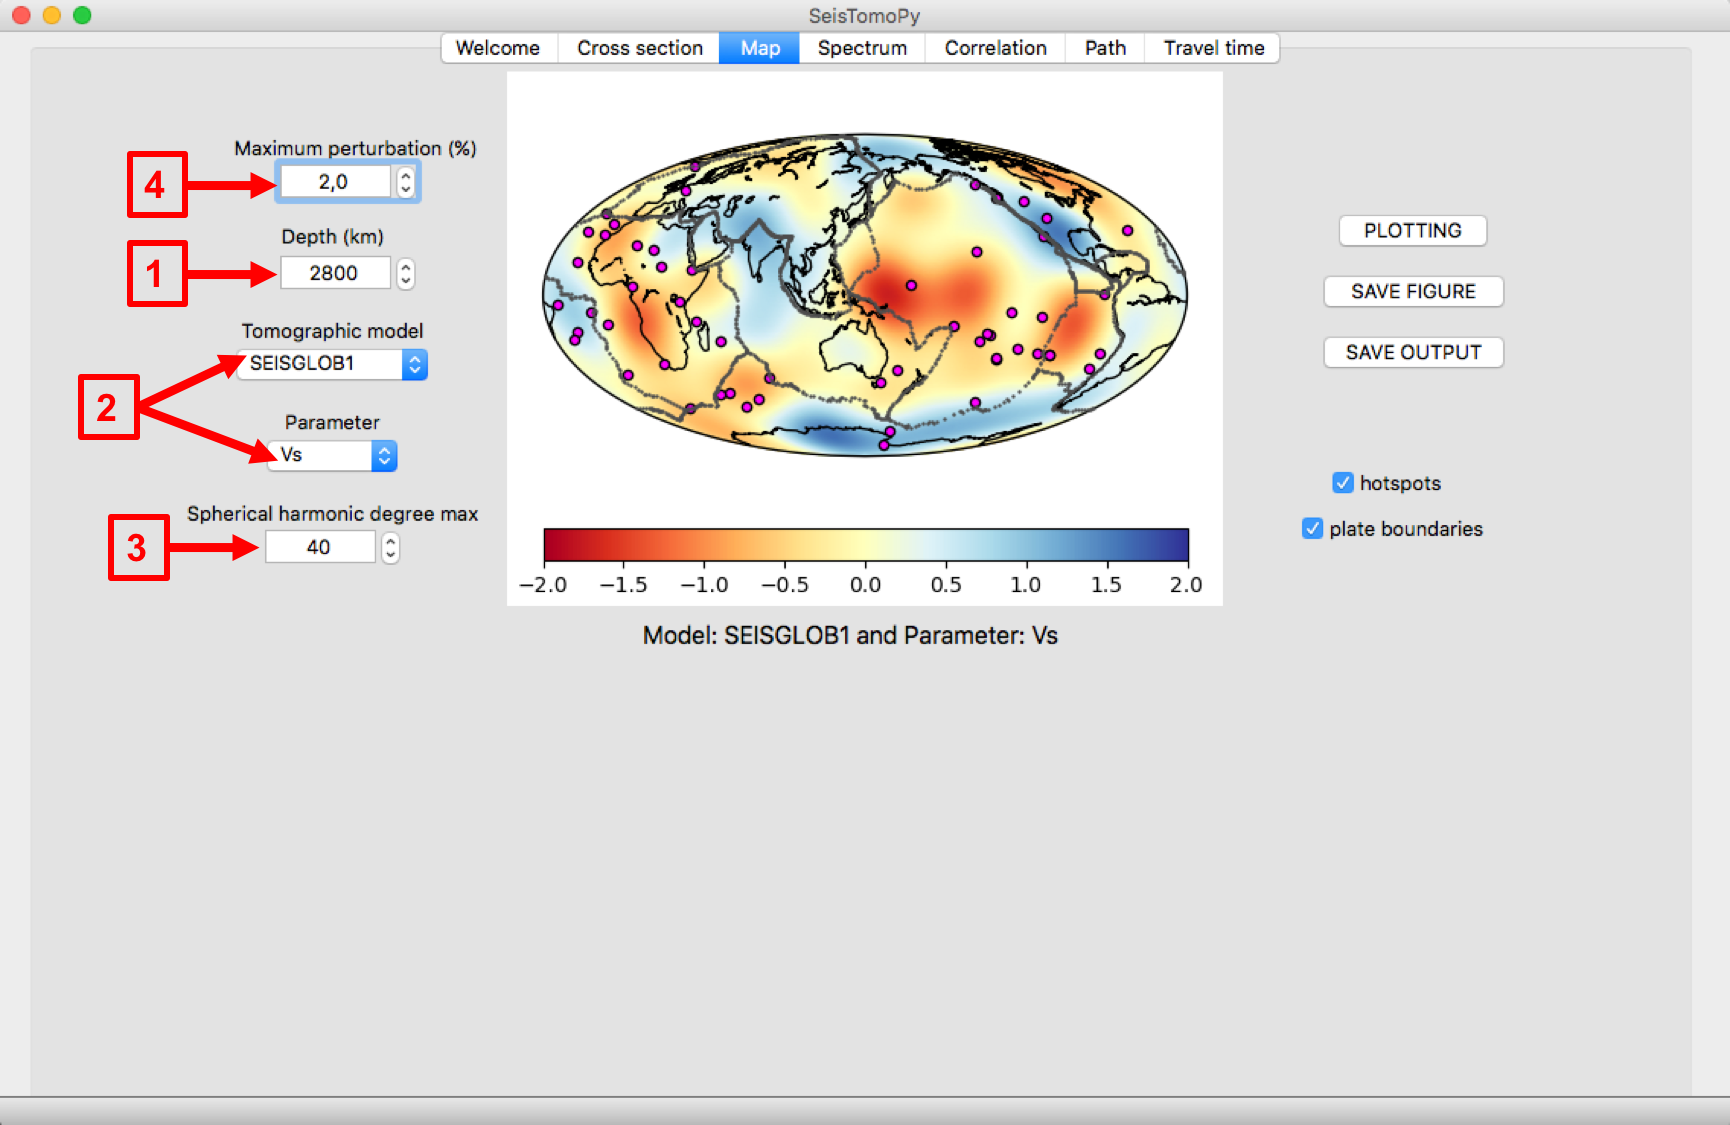 SeisTomoPy
Welcome Cross section Map Spectrum Correlation Path Travel time
Maximum perturbation (%)
4
2,0
Depth (km)
1
2800
Tomographic model
SEISGLOB1
2
Parameter
Vs
Spherical harmonic degree max
3
40
−2.0 −1.5 −1.0 −0.5 0.0 0.5 1.0 1.5 2.0
Model: SEISGLOB1 and Parameter: Vs
PLOTTING
SAVE FIGURE
SAVE OUTPUT
hotspots
plate boundaries